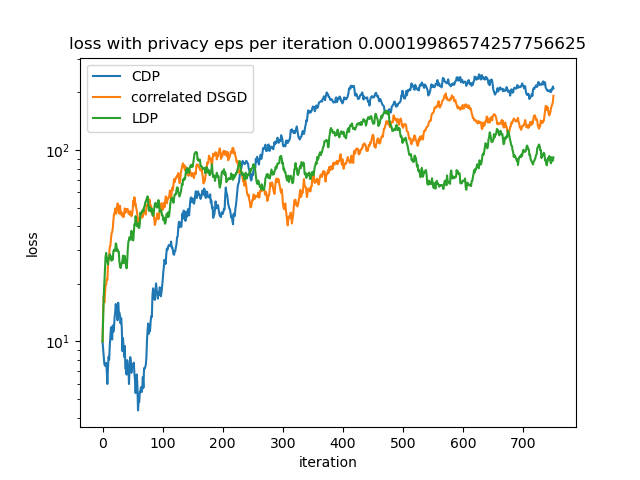 loss with privacy eps per iteration 0.00019986574257756625
CDP
correlated DSGD
LDP
10²
10¹
loss
0 100 200 300 400 500 600 700
iteration